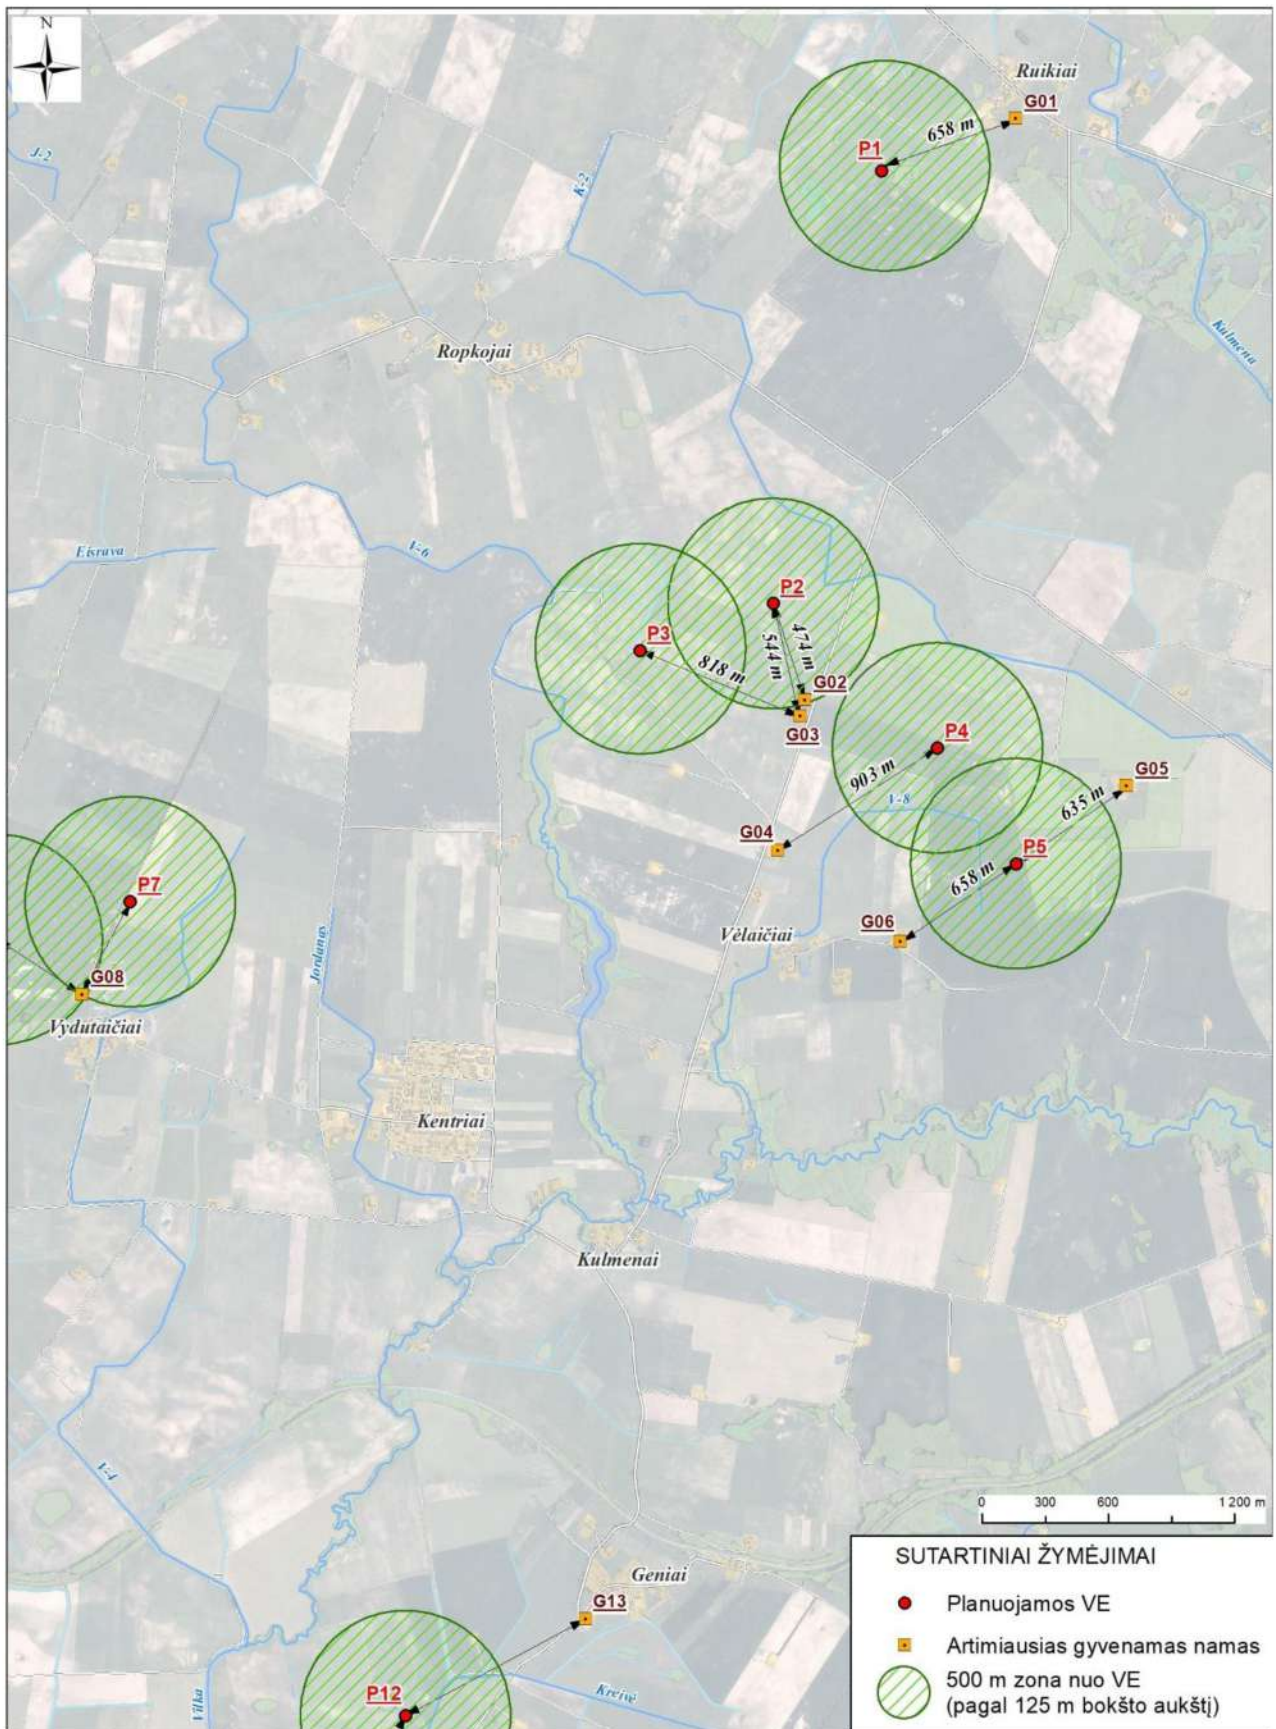 N
Ruikiai
G01
658 m
P1
J-2
K-2
Kulmena
Ropkojai
Eisrava
V-6
P2
P3
474 m
544 m
818 m
G02
G03
P4
903 m
G05
V-8
635 m
G04
P5
658 m
P7
G06
Vėlaičiai
Jordanas
G08
Vydutaičiai
Kentriai
Kulmenai
V-4
0 300 600 1 200 m
Geniai
G13
P12
Vilka
Kreivė
SUTARTINIAI ŽYMĖJIMAI
Planuojamos VE
Artimiausias gyvenamas namas
500 m zona nuo VE
(pagal 125 m bokšto aukštį)